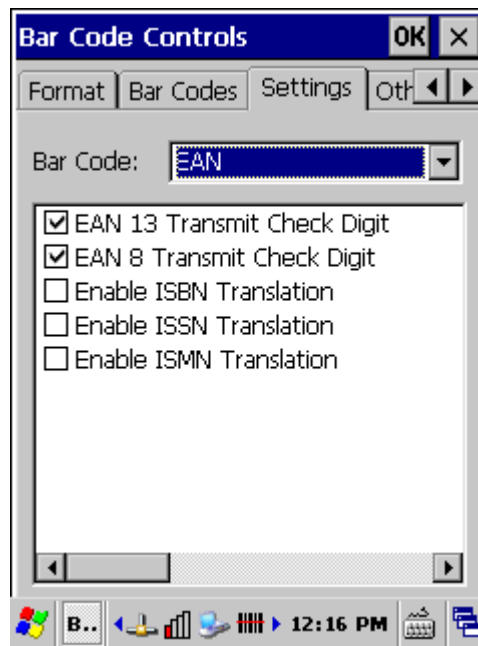 Bar Code Controls OK ×
Format Bar Codes Settings Oth
Bar Code: EAN
EAN 13 Transmit Check Digit
EAN 8 Transmit Check Digit
Enable ISBN Translation
Enable ISSN Translation
Enable ISMN Translation
B.. 12:16 PM